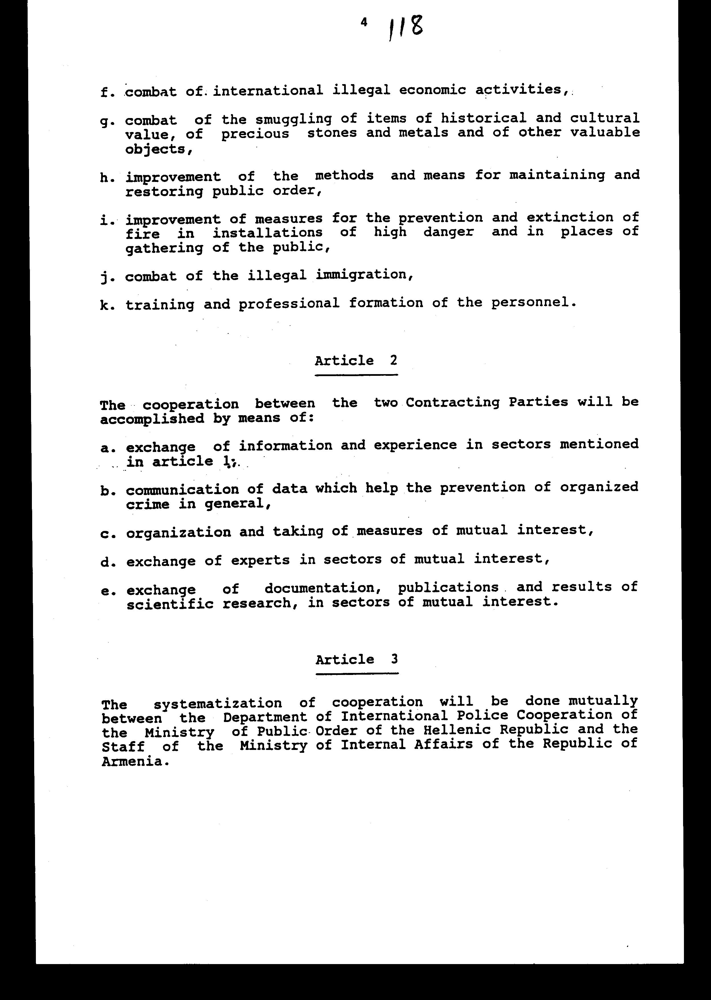 4 118
f. combat of international illegal economic activities,
g. combat of the smuggling of items of historical and cultural
value, of precious stones and metals and of other valuable
objects,
h. improvement of the methods and means for maintaining and
restoring public order,
i. improvement of measures for the prevention and extinction of
fire in installations of high danger and in places of
gathering of the public,
j. combat of the illegal immigration,
k. training and professional formation of the personnel.
Article 2
The cooperation between the two Contracting Parties will be
accomplished by means of:
a. exchange of information and experience in sectors mentioned
in article 1;
b. communication of data which help the prevention of organized
crime in general,
c. organization and taking of measures of mutual interest,
d. exchange of experts in sectors of mutual interest,
e. exchange of documentation, publications and results of
scientific research, in sectors of mutual interest.
Article 3
The systematization of cooperation will be done mutually
between the Department of International Police Cooperation of
the Ministry of Public Order of the Hellenic Republic and the
Staff of the Ministry of Internal Affairs of the Republic of
Armenia.